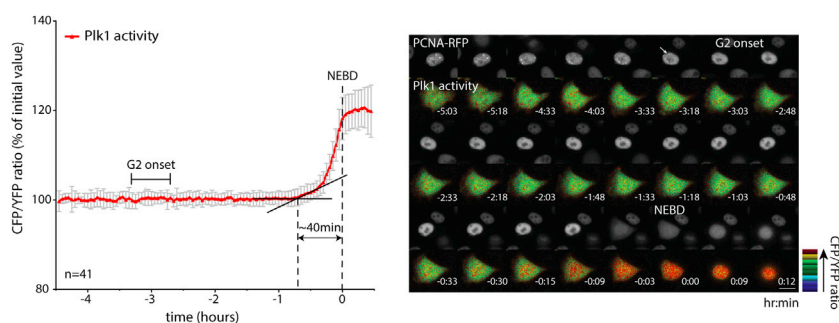 140
Plk1 activity
NEBD
120
G2 onset
100
~40min
n=41
80
-4
-3
-2
-1
0
time (hours)
CFP/YFP ratio (% of initial value)
PCNA-RFP
G2 onset
Plk1 activity
-5:03
-5:18
-4:33
-4:03
-3:33
-3:18
-3:03
-2:48
-2:33
-2:18
-2:03
-1:48
-1:33
-1:18
-1:03
-0:48
NEBD
-0:33
-0:30
-0:15
-0:09
-0:03
0:00
0:09
0:12
hr:min
CFP/YFP ratio